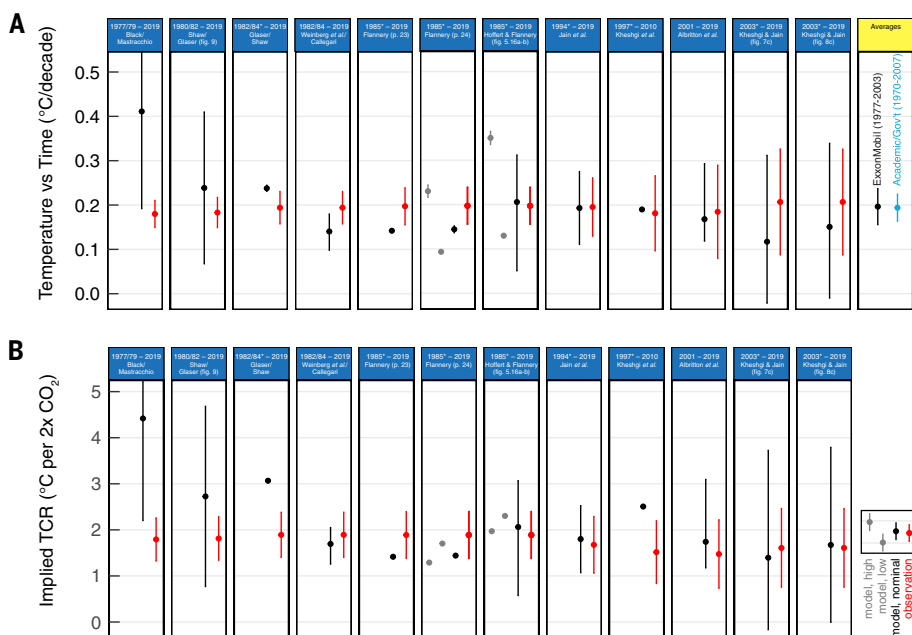 A
1977/79 – 2019
Black/
Mastracchio
1980/82 – 2019
Shaw/
Glaser (fig. 9)
1982/84* – 2019
Glaser/
Shaw
1982/84 – 2019
Weinberg et al./
Callegari
1985* – 2019
Flannery (p. 23)
1985* – 2019
Flannery (p. 24)
1985* – 2019
Hoffert & Flannery
(fig. 5.16a-b)
1994* – 2019
Jain et al.
1997* – 2010
Kheshgi et al.
2001 – 2019
Albritton et al.
2003* – 2019
Kheshgi & Jain
(fig. 7c)
2003* – 2019
Kheshgi & Jain
(fig. 8c)
Averages
Temperature vs Time (°C/decade)
0.5
0.4
0.3
0.2
0.1
0.0
ExxonMobil (1977-2003)
Academic/Gov't (1970-2007)
B
1977/79 – 2019
Black/
Mastracchio
1980/82 – 2019
Shaw/
Glaser (fig. 9)
1982/84* – 2019
Glaser/
Shaw
1982/84 – 2019
Weinberg et al./
Callegari
1985* – 2019
Flannery (p. 23)
1985* – 2019
Flannery (p. 24)
1985* – 2019
Hoffert & Flannery
(fig. 5.16a-b)
1994* – 2019
Jain et al.
1997* – 2010
Kheshgi et al.
2001 – 2019
Albritton et al.
2003* – 2019
Kheshgi & Jain
(fig. 7c)
2003* – 2019
Kheshgi & Jain
(fig. 8c)
Implied TCR (°C per 2x CO₂)
5
4
3
2
1
0
model, high
model, low
model, nominal
observation